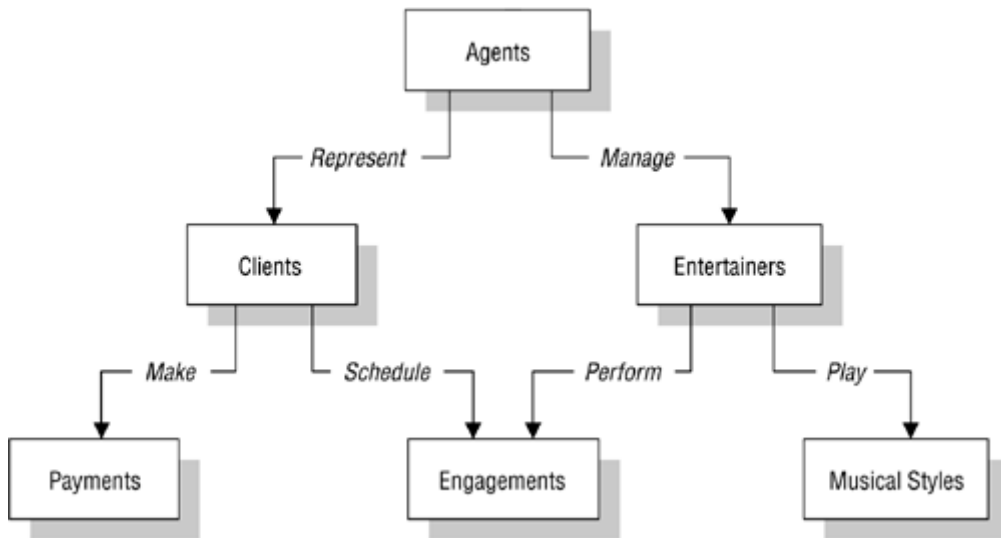 Agents
Represent
Manage
Clients
Entertainers
Make
Schedule
Perform
Play
Payments
Engagements
Musical Styles